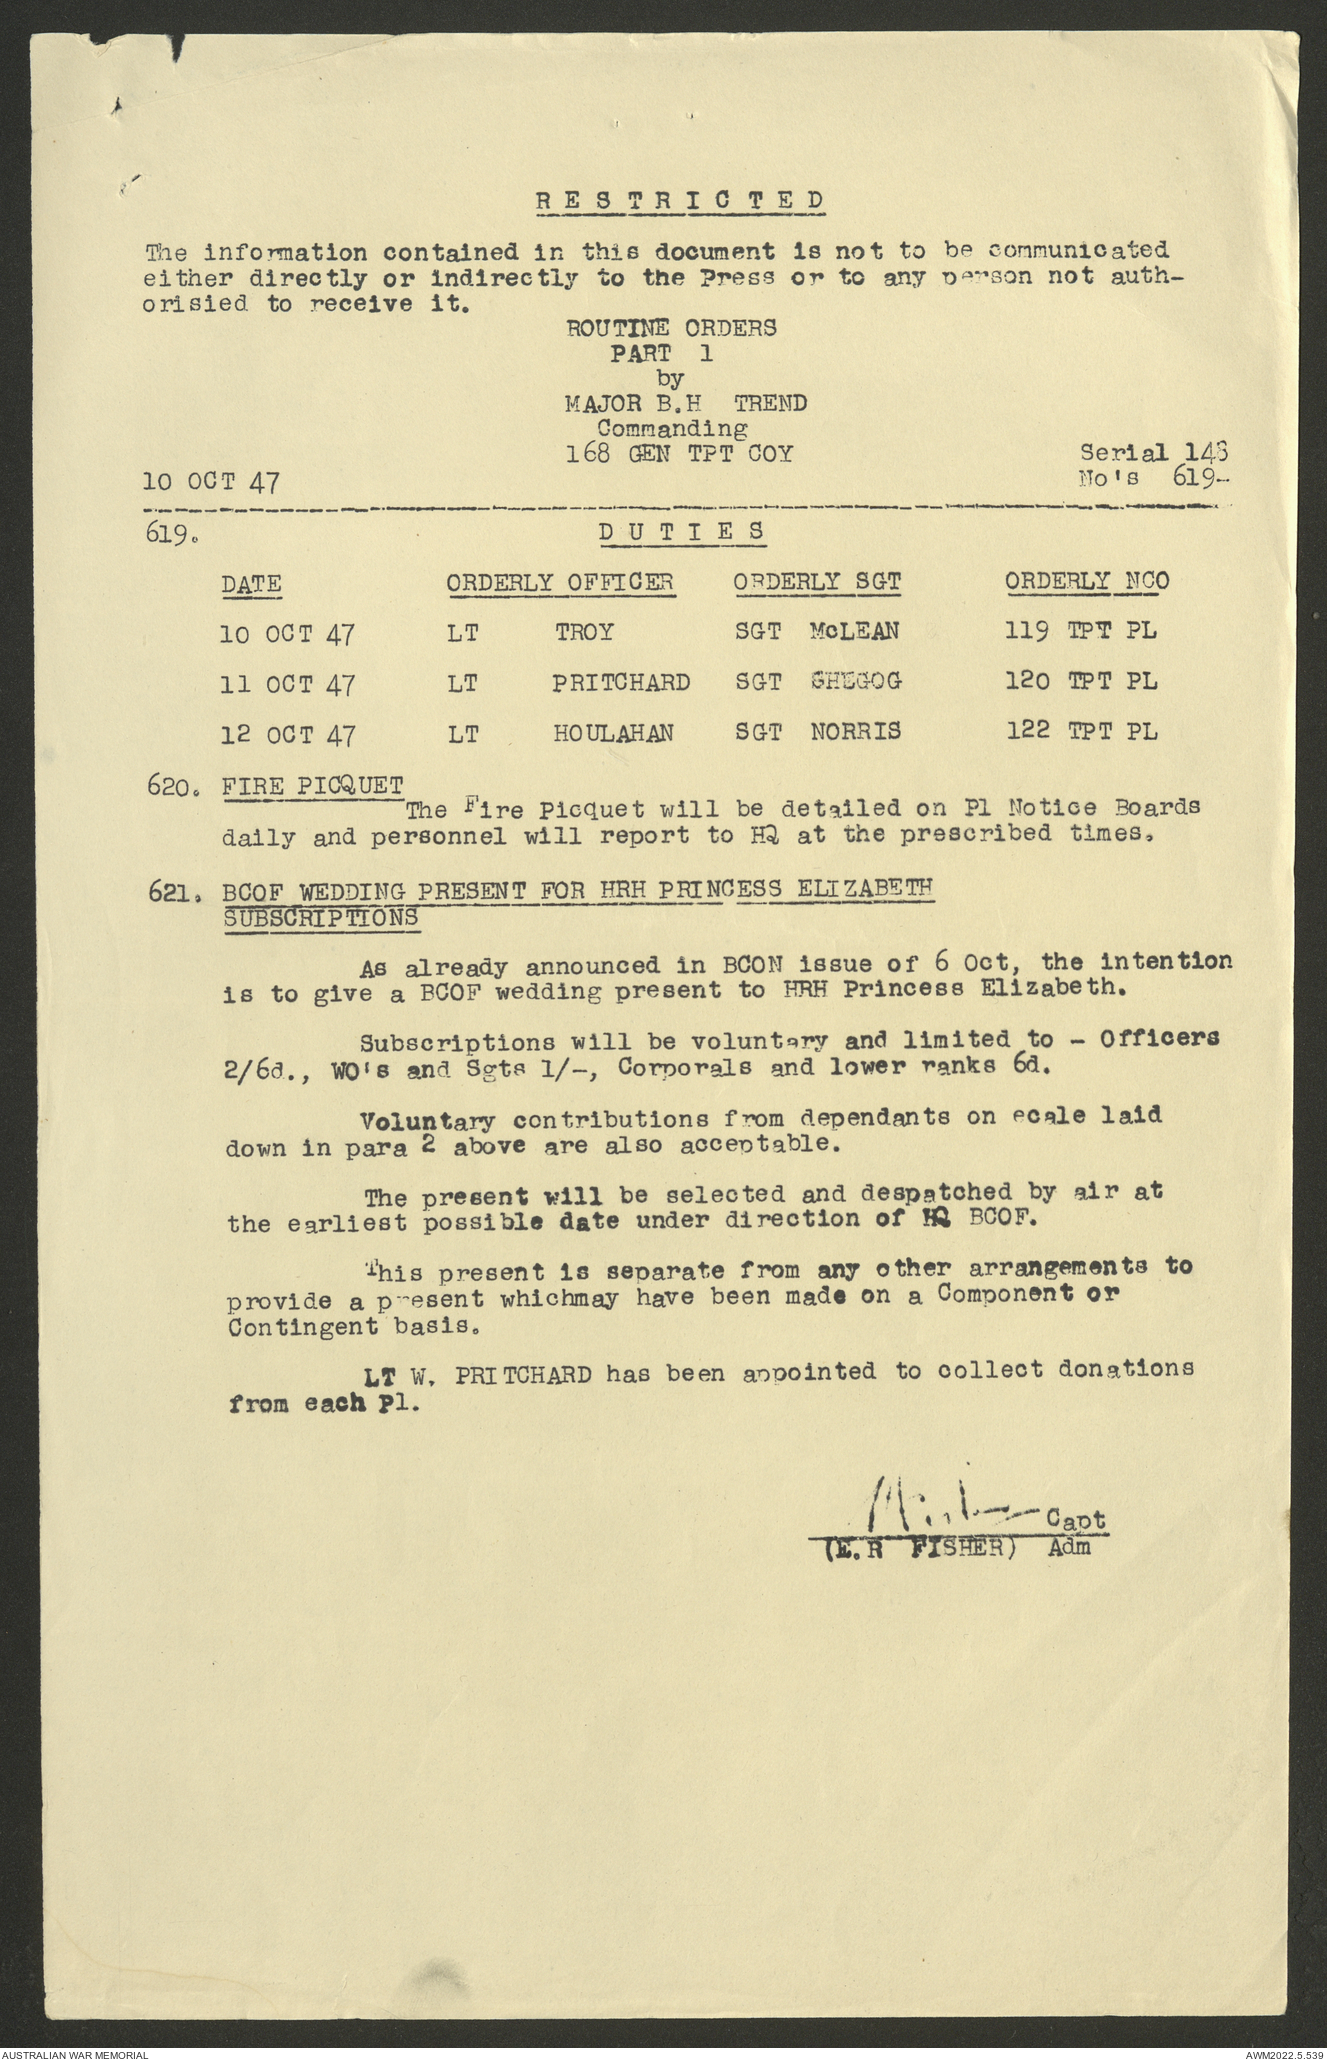 RESTRICTED
The information contained in this document is not to be communicated
either directly or indirectly to the Press or to any person not auth-
orisied to receive it.
ROUTINE ORDERS
PART 1
by
MAJOR B.H TREND
Commanding
168 GEN TPT COY
Serial 148
10 OCT 47 No's 619-
619. DUTIES
DATE ORDERLY OFFICER ORDERLY SGT ORDERLY NCO
10 OCT 47 LT TROY SGT McLEAN 119 TPT PL
11 OCT 47 LT PRITCHARD SGT SHEGOG 120 TPT PL
12 OCT 47 LT HOULAHAN SGT NORRIS 122 TPT PL
620. FIRE PICQUET
The Fire Picquet will be detailed on Pl Notice Boards
daily and personnel will report to HQ at the prescribed times.
621. BCOF WEDDING PRESENT FOR HRH PRINCESS ELIZABETH
SUBSCRIPTIONS
As already announced in BCON issue of 6 Oct, the intention
is to give a BCOF wedding present to HRH Princess Elizabeth.
Subscriptions will be voluntary and limited to - Officers
2/6d., WO's and Sgts 1/-, Corporals and lower ranks 6d.
Voluntary contributions from dependants on scale laid
down in para 2 above are also acceptable.
The present will be selected and despatched by air at
the earliest possible date under direction of HQ BCOF.
This present is separate from any other arrangements to
provide a present whichmay have been made on a Component or
Contingent basis.
LT W. PRITCHARD has been appointed to collect donations
from each Pl.
Capt
(E.R FISHER) Adm
AUSTRALIAN WAR MEMORIAL AWM2022.5.539